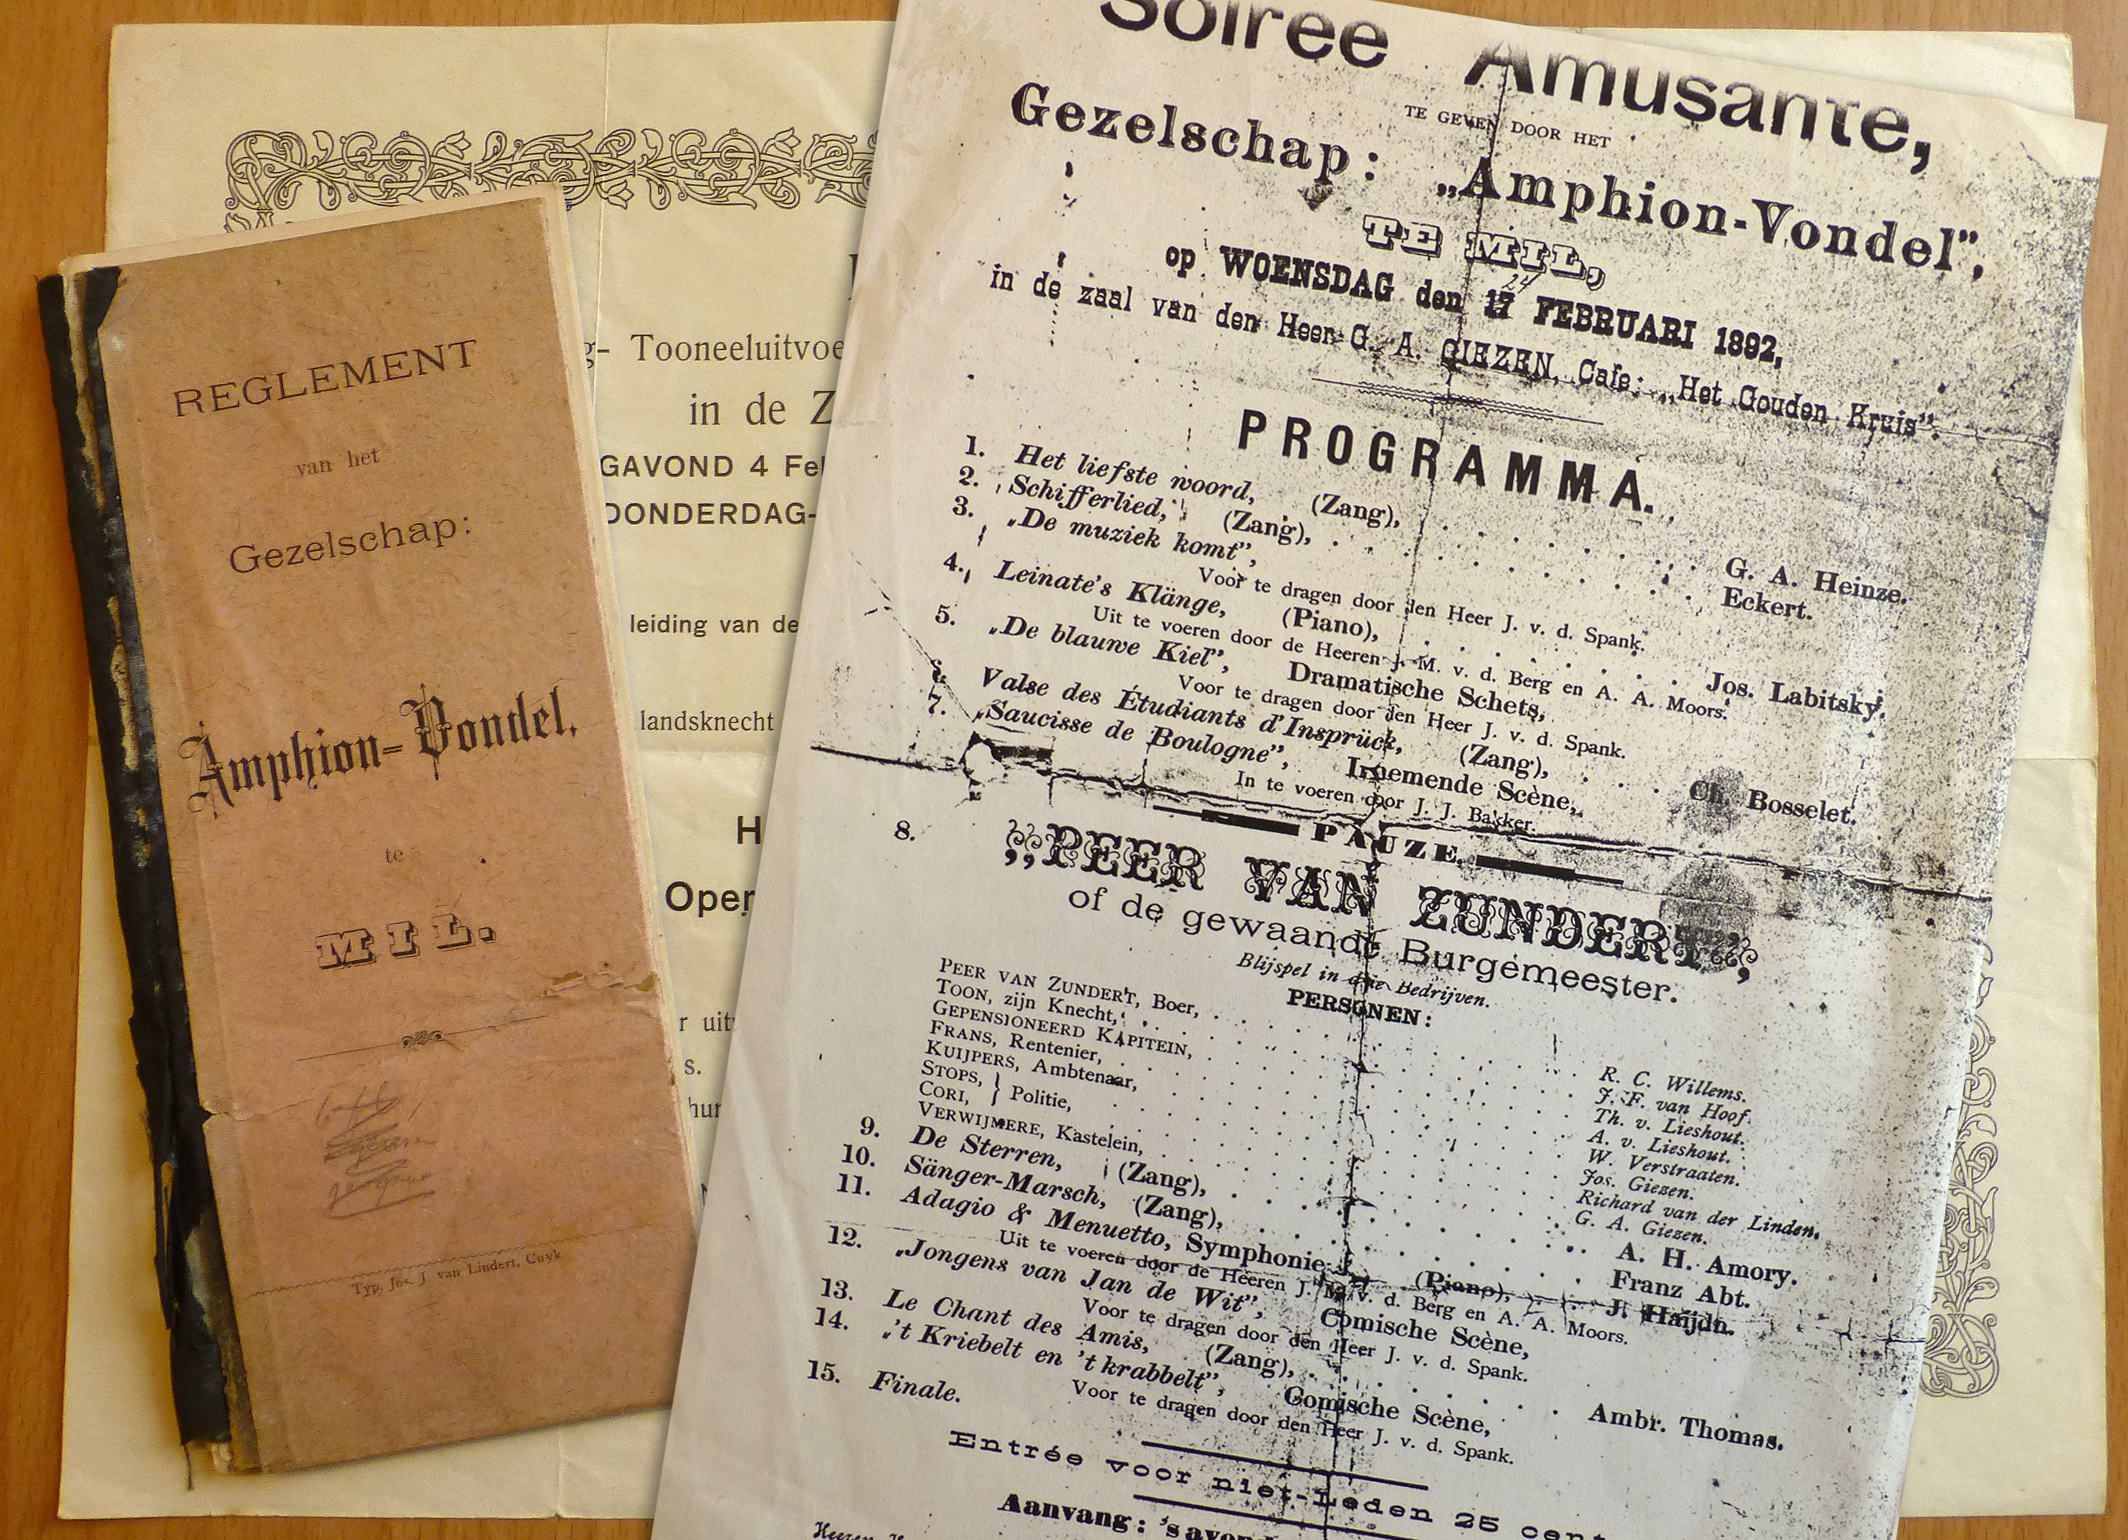 REGLEMENT
van het
Gezelschap:
Amphion-Vondel,
te
MIL.
Typ. Jos. J. van Lindert, Cuyk
g- Tooneeluitvoe
in de Z
GAVOND 4 Feb
DONDERDAG-
leiding van de
landsknecht
H
Oper
r uit
s.
hur
Soirée Amusante,
TE GEVEN DOOR HET
Gezelschap: „Amphion-Vondel”,
TE MIL,
op WOENSDAG den 17 FEBRUARI 1892,
24
in de zaal van den Heer G. A. GIEZEN, Cafe: „Het Gouden Kruis”.
PROGRAMMA.
1. Het liefste woord, (Zang), G. A. Heinze.
2. Schifferlied, (Zang), Eckert.
3. „De muziek komt”,
Voor te dragen door den Heer J. v. d. Spank.
4. Leinate's Klänge, (Piano), Jos. Labitsky.
Uit te voeren door de Heeren J. M. v. d. Berg en A. A. Moors.
5. „De blauwe Kiel”, Dramatische Schets,
Voor te dragen door den Heer J. v. d. Spank.
6. Valse des Étudiants d'Insprück, (Zang), Ch. Bosselet.
7. „Saucisse de Boulogne”, Innemende Scène,
In te voeren door J. J. Bakker.
PAUZE.
8. „PEER VAN ZUNDERT”,
of de gewaande Burgemeester.
Blijspel in drie Bedrijven.
PERSONEN:
PEER VAN ZUNDERT, Boer, R. C. Willems.
TOON, zijn Knecht, J. F. van Hoof.
GEPENSIONEERD KAPITEIN, Th. v. Lieshout.
FRANS, Rentenier, A. v. Lieshout.
KUIJPERS, Ambtenaar, W. Verstraaten.
STOPS, } Politie, Jos. Giezen.
CORI, Richard van der Linden.
VERWIJMERE, Kastelein, G. A. Giezen.
9. De Sterren, (Zang), A. H. Amory.
10. Sänger-Marsch, (Zang), Franz Abt.
11. Adagio & Menuetto, Symphonie (Piano), J. Haijdn.
Uit te voeren door de Heeren J. M. v. d. Berg en A. A. Moors.
12. „Jongens van Jan de Wit”, Comische Scène,
Voor te dragen door den Heer J. v. d. Spank.
13. Le Chant des Amis, (Zang), Ambr. Thomas.
14. „'t Kriebelt en 't krabbelt”, Comische Scène,
Voor te dragen door den Heer J. v. d. Spank.
15. Finale.
Entrée voor niet-Leden 25 cent
Aanvang: 's avond
Heeren